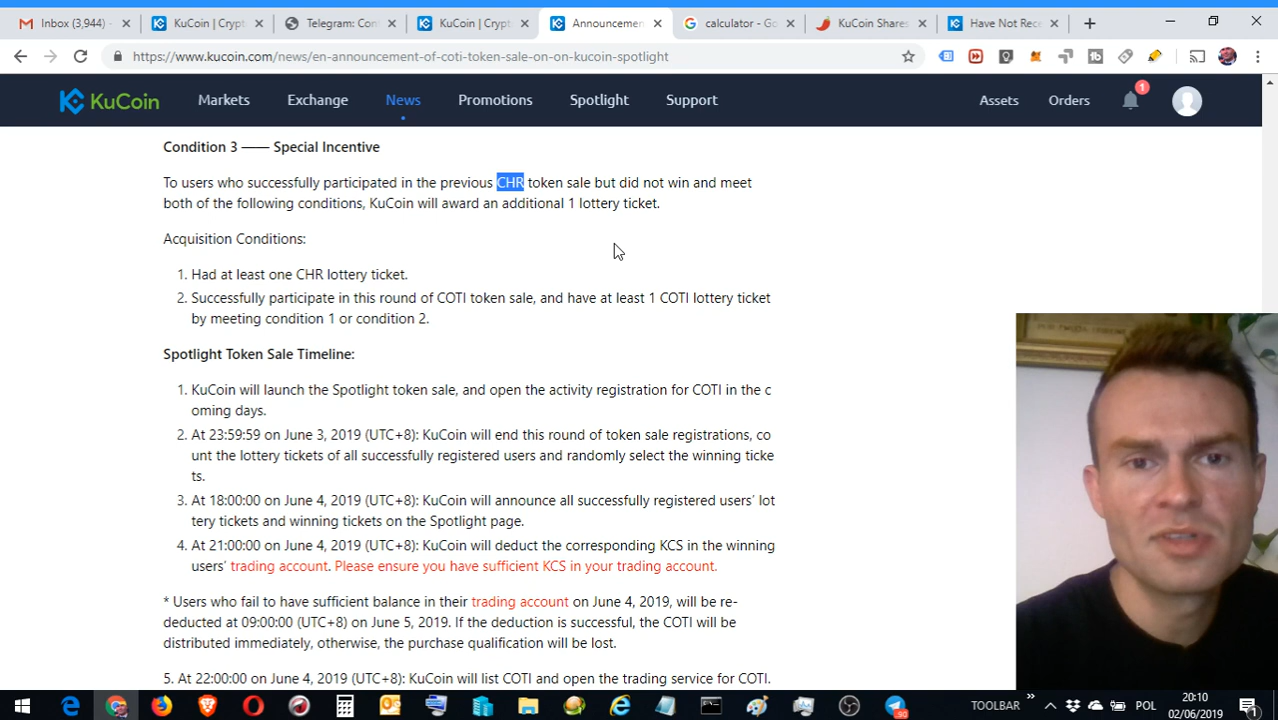 Inbox (3,944) -
KuCoin | Crypt
Telegram: Con
KuCoin | Crypt
Announcemen
calculator - Go
KuCoin Shares
Have Not Rece
https://www.kucoin.com/news/en-announcement-of-coti-token-sale-on-on-kucoin-spotlight
KuCoin
Markets
Exchange
News
Promotions
Spotlight
Support
Assets
Orders
1
Condition 3 —— Special Incentive
To users who successfully participated in the previous CHR token sale but did not win and meet
both of the following conditions, KuCoin will award an additional 1 lottery ticket.
Acquisition Conditions:
1. Had at least one CHR lottery ticket.
2. Successfully participate in this round of COTI token sale, and have at least 1 COTI lottery ticket
by meeting condition 1 or condition 2.
Spotlight Token Sale Timeline:
1. KuCoin will launch the Spotlight token sale, and open the activity registration for COTI in the c
oming days.
2. At 23:59:59 on June 3, 2019 (UTC+8): KuCoin will end this round of token sale registrations, co
unt the lottery tickets of all successfully registered users and randomly select the winning ticke
ts.
3. At 18:00:00 on June 4, 2019 (UTC+8): KuCoin will announce all successfully registered users' lot
tery tickets and winning tickets on the Spotlight page.
4. At 21:00:00 on June 4, 2019 (UTC+8): KuCoin will deduct the corresponding KCS in the winning
users' trading account. Please ensure you have sufficient KCS in your trading account.
* Users who fail to have sufficient balance in their trading account on June 4, 2019, will be re-
deducted at 09:00:00 (UTC+8) on June 5, 2019. If the deduction is successful, the COTI will be
distributed immediately, otherwise, the purchase qualification will be lost.
5. At 22:00:00 on June 4, 2019 (UTC+8): KuCoin will list COTI and open the trading service for COTI.
TOOLBAR
POL
20:10
02/06/2019
1